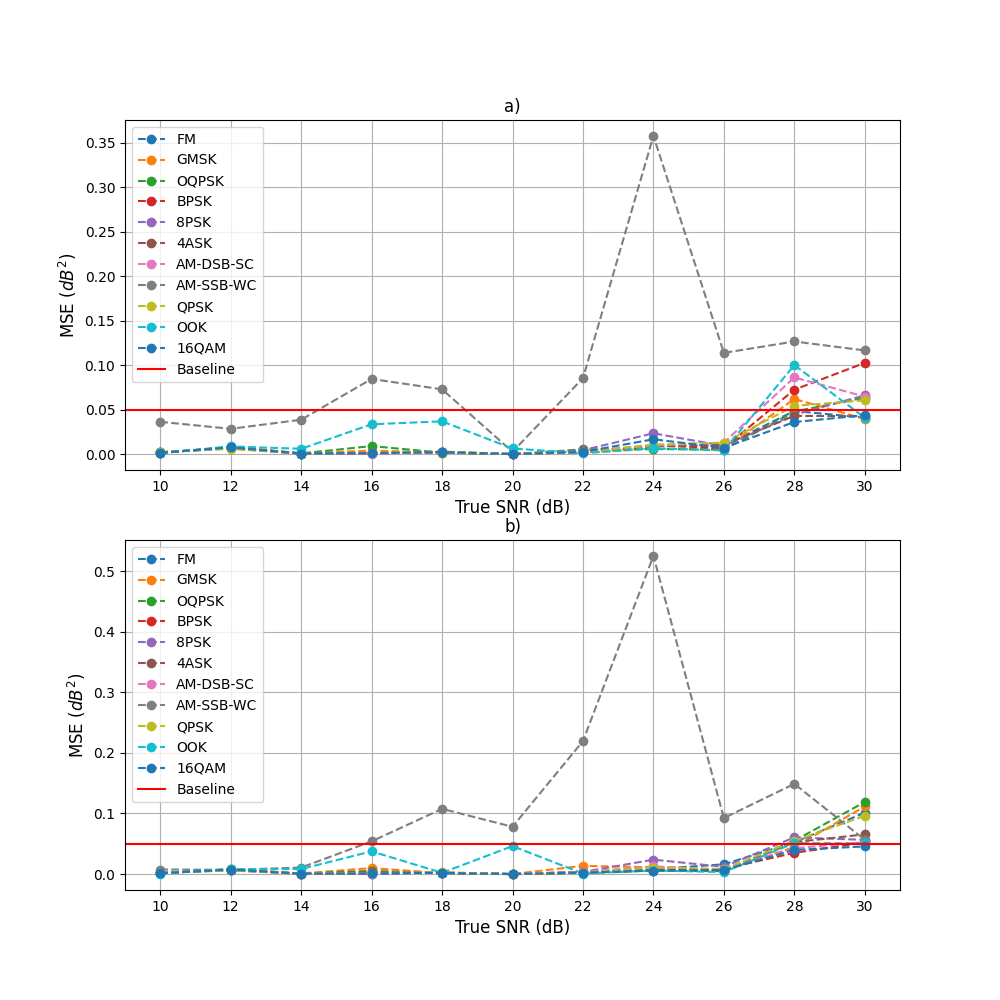 a)
MSE (dB²)
0.35
0.30
0.25
0.20
0.15
0.10
0.05
0.00
FM
GMSK
OQPSK
BPSK
8PSK
4ASK
AM-DSB-SC
AM-SSB-WC
QPSK
OOK
16QAM
Baseline
10 12 14 16 18 20 22 24 26 28 30
True SNR (dB)
b)
MSE (dB²)
0.5
0.4
0.3
0.2
0.1
0.0
FM
GMSK
OQPSK
BPSK
8PSK
4ASK
AM-DSB-SC
AM-SSB-WC
QPSK
OOK
16QAM
Baseline
10 12 14 16 18 20 22 24 26 28 30
True SNR (dB)